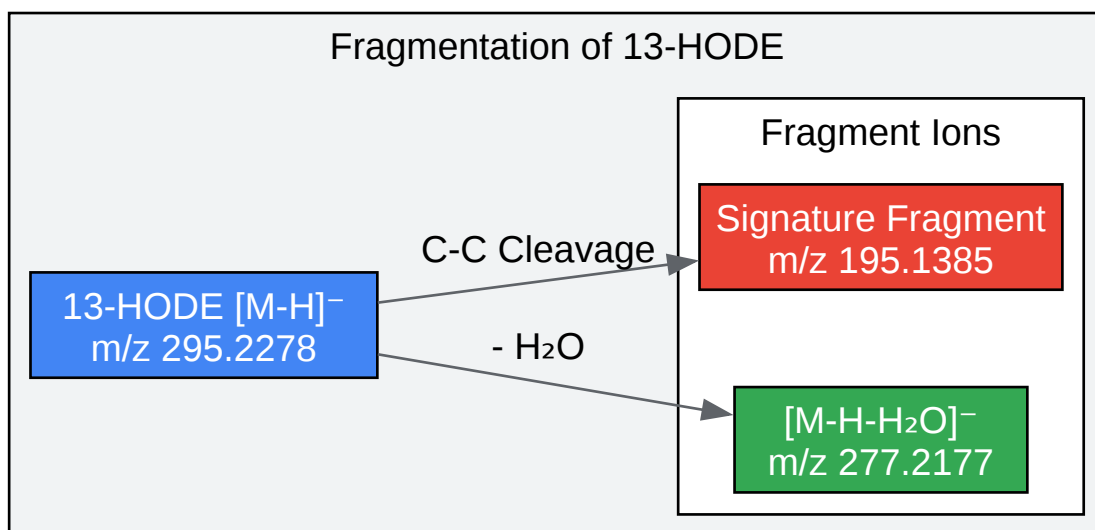 Fragmentation of 13-HODE
Fragment Ions
Signature Fragment
m/z 195.1385
C-C Cleavage
13-HODE [M-H]⁻
m/z 295.2278
- H₂O
[M-H-H₂O]⁻
m/z 277.2177